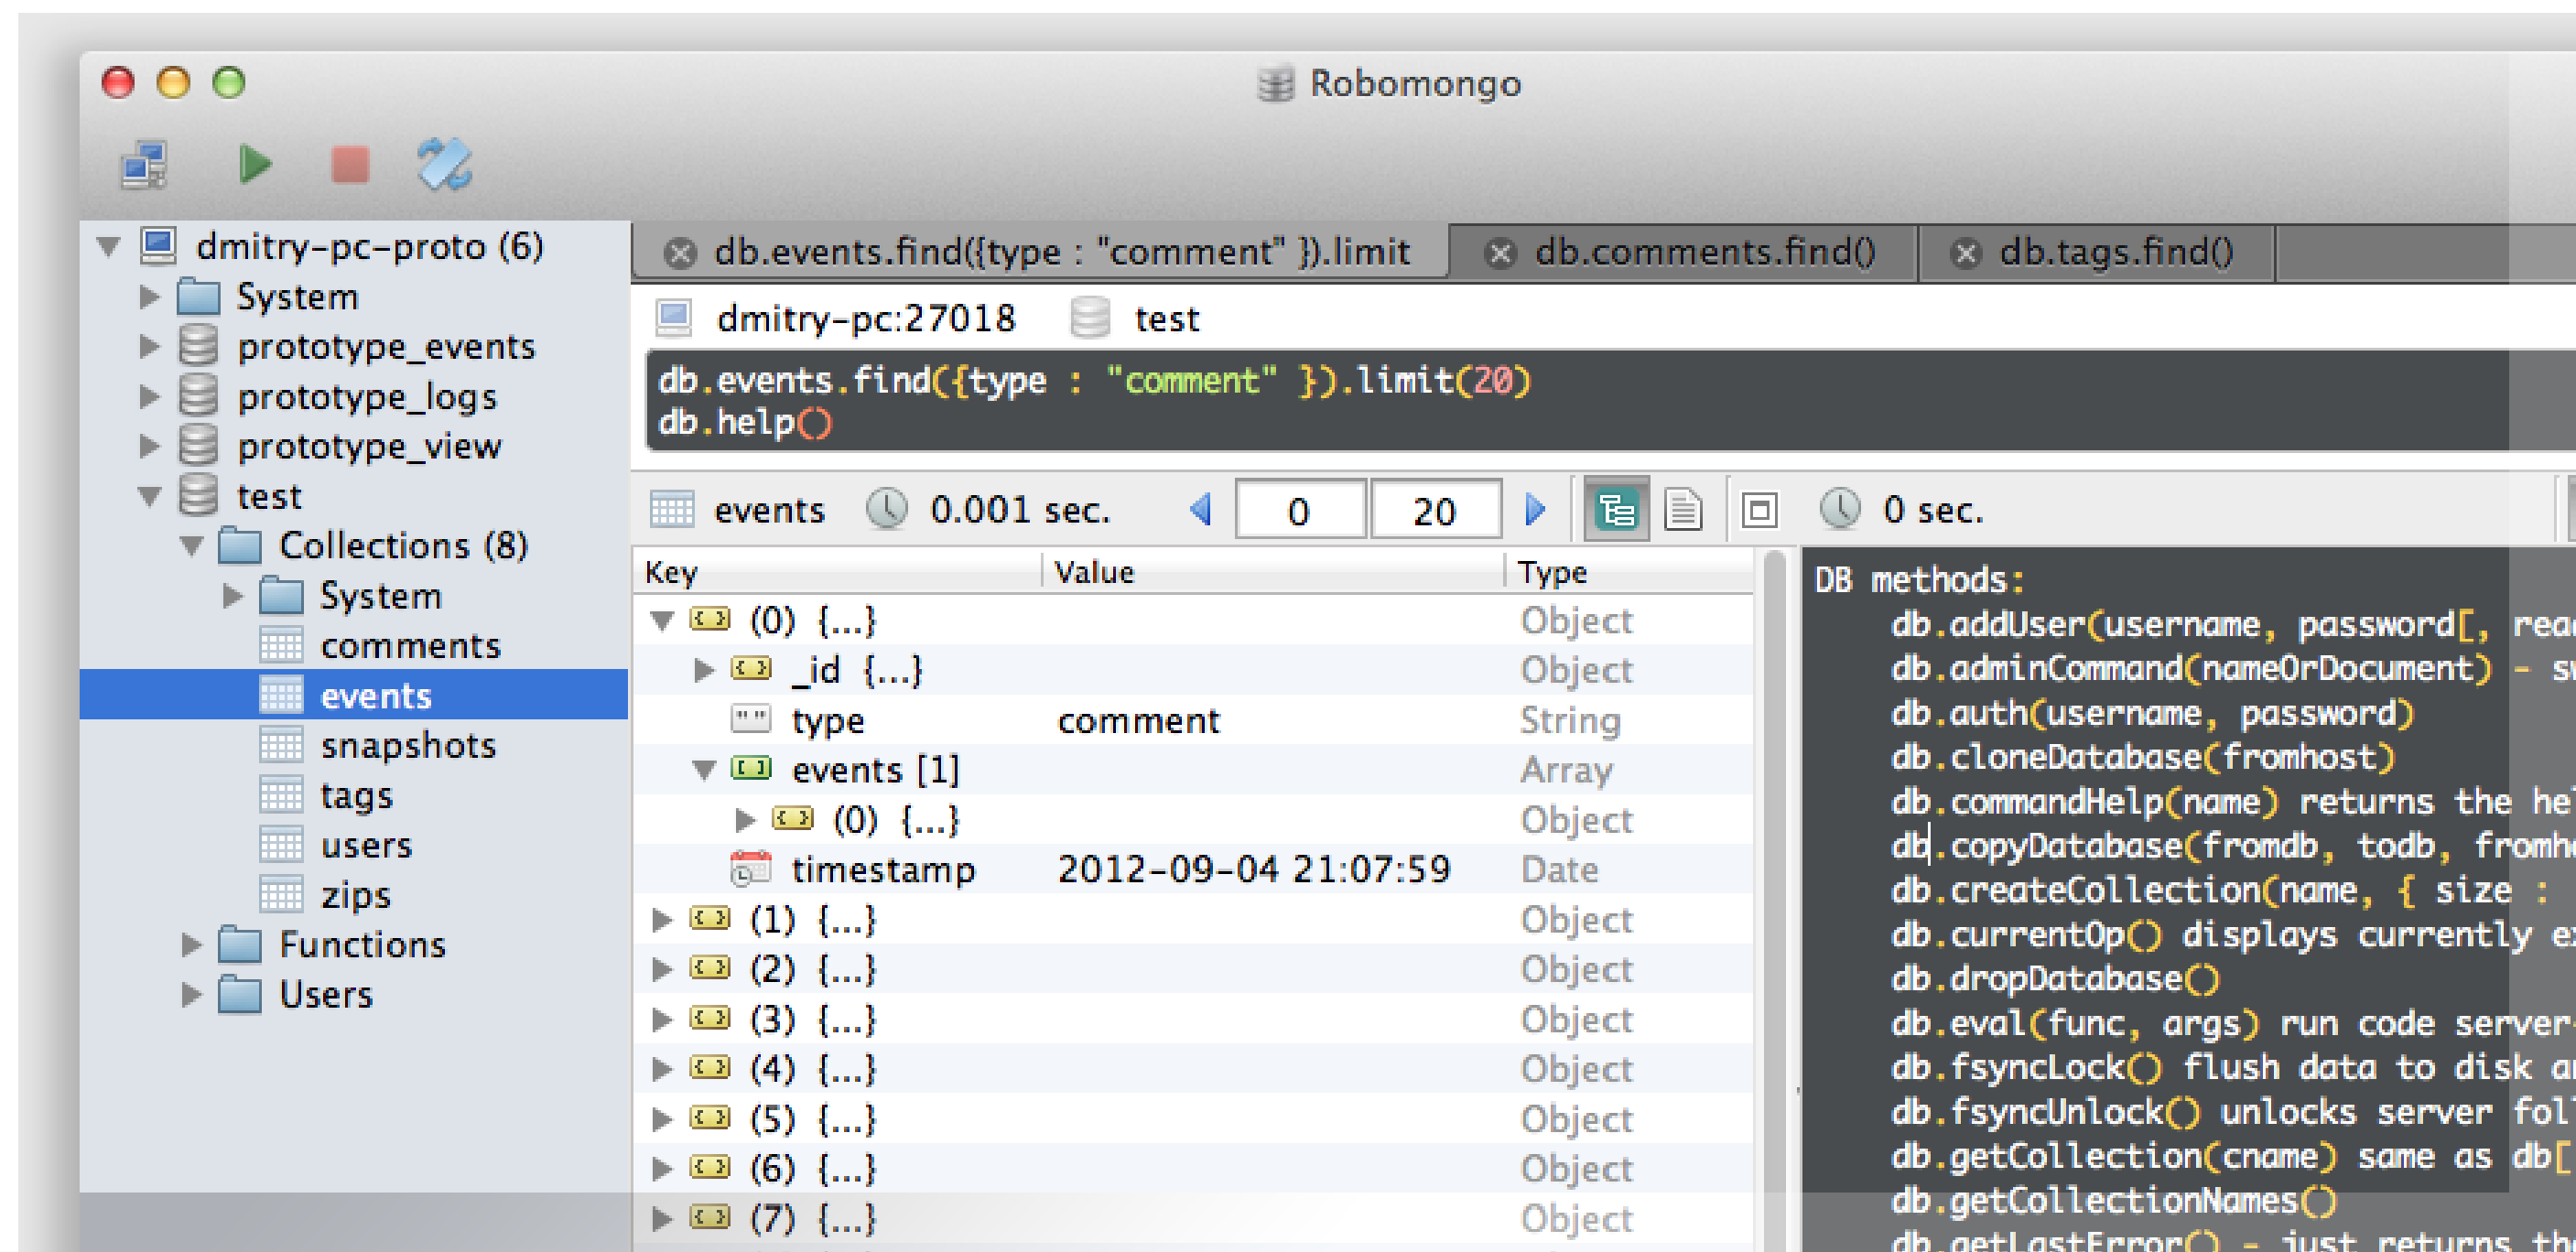 Robomongo
dmitry-pc-proto (6)
System
prototype_events
prototype_logs
prototype_view
test
Collections (8)
System
comments
events
snapshots
tags
users
zips
Functions
Users
db.events.find({type : "comment" }).limit
db.comments.find()
db.tags.find()
dmitry-pc:27018 test
db.events.find({type : "comment" }).limit(20)
db.help()
events 0.001 sec. 0 20
Key Value Type
(0) {...} Object
_id {...} Object
type comment String
events [1] Array
(0) {...} Object
timestamp 2012-09-04 21:07:59 Date
(1) {...} Object
(2) {...} Object
(3) {...} Object
(4) {...} Object
(5) {...} Object
(6) {...} Object
(7) {...} Object
0 sec.
DB methods:
db.addUser(username, password[,
db.adminCommand(nameOrDocument) -
db.auth(username, password)
db.cloneDatabase(fromhost)
db.commandHelp(name) returns the
db.copyDatabase(fromdb, todb,
db.createCollection(name, { size :
db.currentOp() displays currently
db.dropDatabase()
db.eval(func, args) run code
db.fsyncLock() flush data to disk
db.fsyncUnlock() unlocks server
db.getCollection(cname) same as db[
db.getCollectionNames()
db.getLastError() - just returns